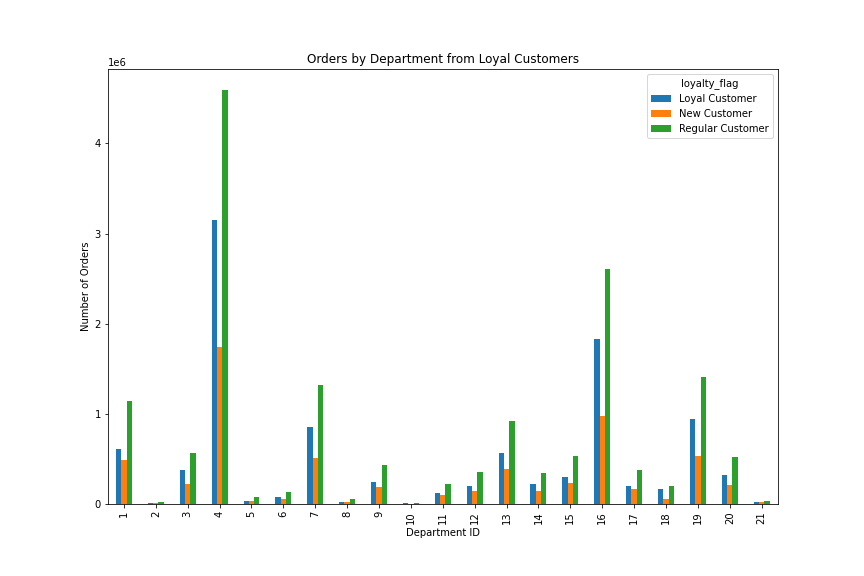 Orders by Department from Loyal Customers
1e6
loyalty_flag
Loyal Customer
New Customer
Regular Customer
4
3
2
1
0
Number of Orders
1 2 3 4 5 6 7 8 9 10 11 12 13 14 15 16 17 18 19 20 21
Department ID